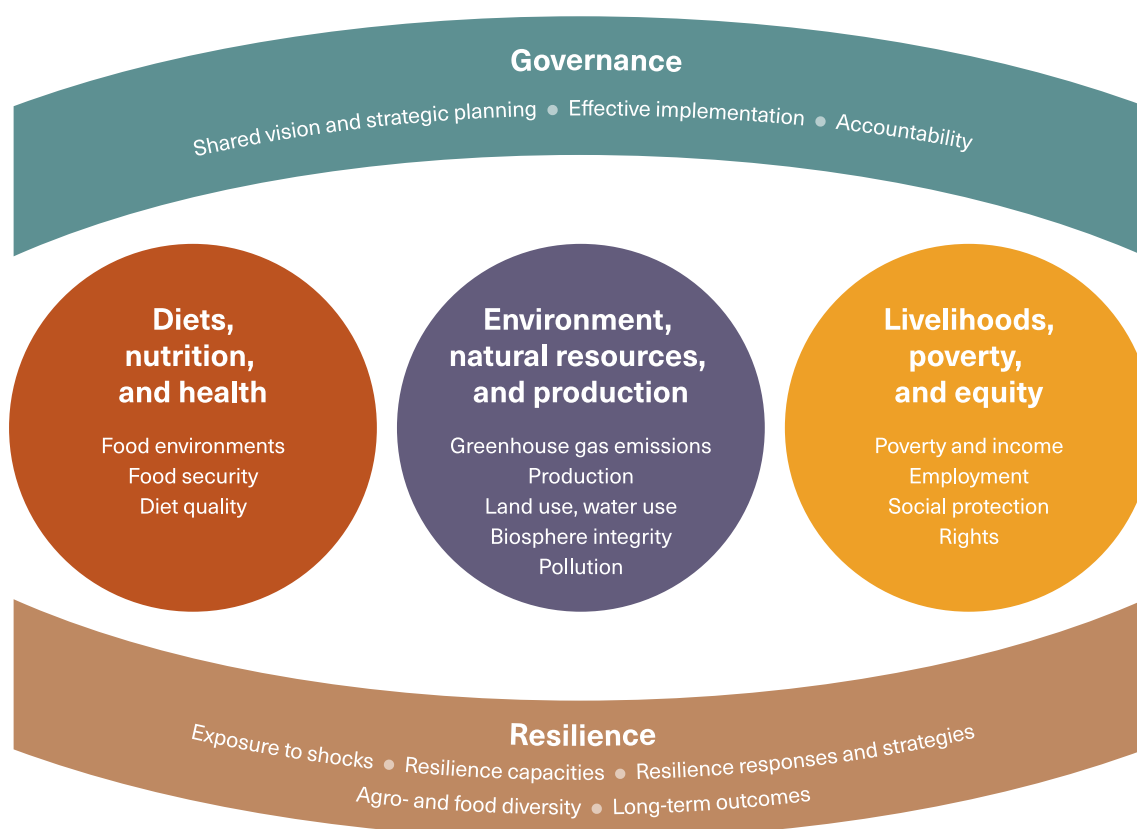 Governance
Shared vision and strategic planning • Effective implementation • Accountability
Diets,
nutrition,
and health
Food environments
Food security
Diet quality
Environment,
natural resources,
and production
Greenhouse gas emissions
Production
Land use, water use
Biosphere integrity
Pollution
Livelihoods,
poverty,
and equity
Poverty and income
Employment
Social protection
Rights
Resilience
Exposure to shocks • Resilience capacities • Resilience responses and strategies
Agro- and food diversity • Long-term outcomes